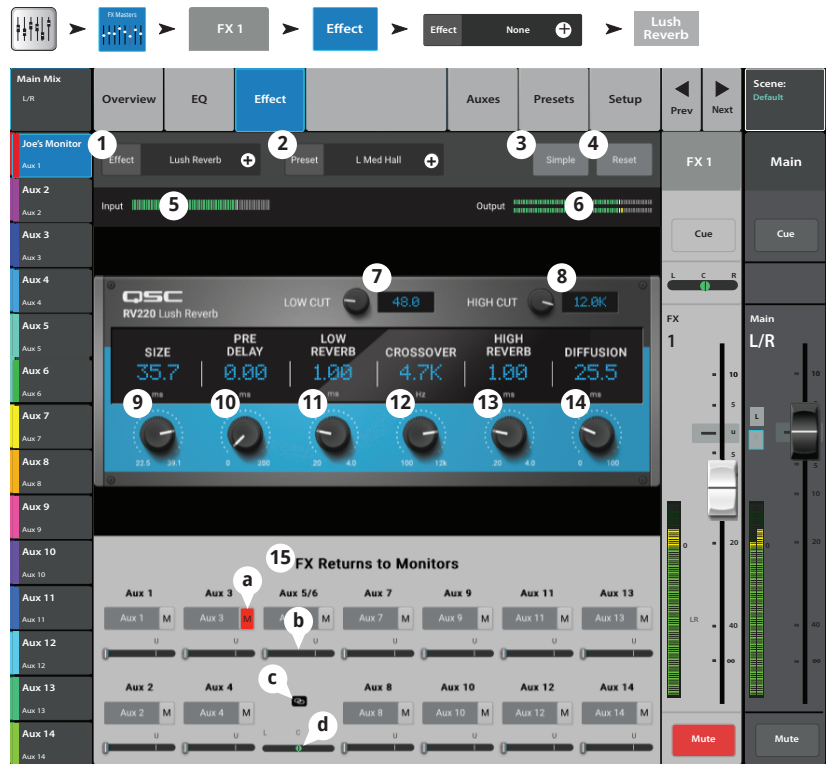 FX Masters
FX 1
Effect
Effect None
Lush
Reverb
Main Mix
L/R
Overview EQ Effect Auxes Presets Setup
Prev Next
Scene:
Default
Joe's Monitor
Aux 1
Aux 2
Aux 2
Aux 3
Aux 3
Aux 4
Aux 4
Aux 5
Aux 5
Aux 6
Aux 6
Aux 7
Aux 7
Aux 8
Aux 8
Aux 9
Aux 9
Aux 10
Aux 10
Aux 11
Aux 11
Aux 12
Aux 12
Aux 13
Aux 13
Aux 14
Aux 14
1 2 3 4
Effect Lush Reverb
Preset L Med Hall
Simple Reset
Input 5
Output 6
7 8
QSC
RV220 Lush Reverb
LOW CUT 48.0
HIGH CUT 12.0K
SIZE PRE DELAY LOW REVERB CROSSOVER HIGH REVERB DIFFUSION
35.7 0.00 1.00 4.7K 1.00 25.5
ms ms ms Hz ms ms
9 10 11 12 13 14
22.5 39.1 0 200 .20 4.0 100 12k .20 4.0 0 100
15 FX Returns to Monitors
a
Aux 1 Aux 3 Aux 5/6 Aux 7 Aux 9 Aux 11 Aux 13
Aux 1 M Aux 3 M M Aux 7 M Aux 9 M Aux 11 M Aux 13 M
b
U U U U U U U
c
Aux 2 Aux 4 Aux 8 Aux 10 Aux 12 Aux 14
Aux 2 M Aux 4 M Aux 8 M Aux 10 M Aux 12 M Aux 14 M
d
U U L C U U U U
FX 1
Cue
L C R
FX
1
10
5
U
5
10
0 20
LR 40
∞
Mute
Main
Cue
Main
L/R
10
5
L
U
5
10
0 20
40
∞
Mute